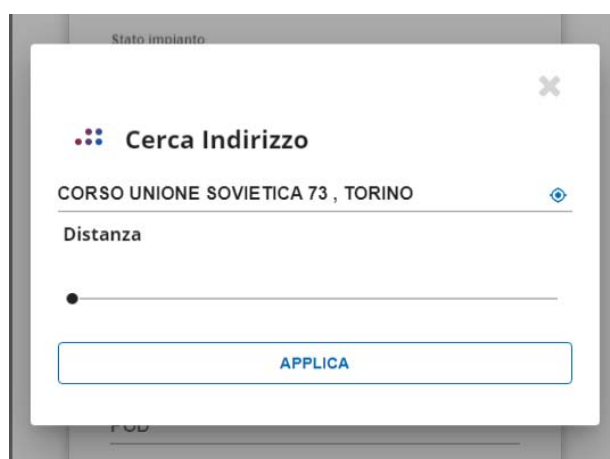 Stato impianto
Cerca Indirizzo
CORSO UNIONE SOVIETICA 73 , TORINO
Distanza
APPLICA
POD